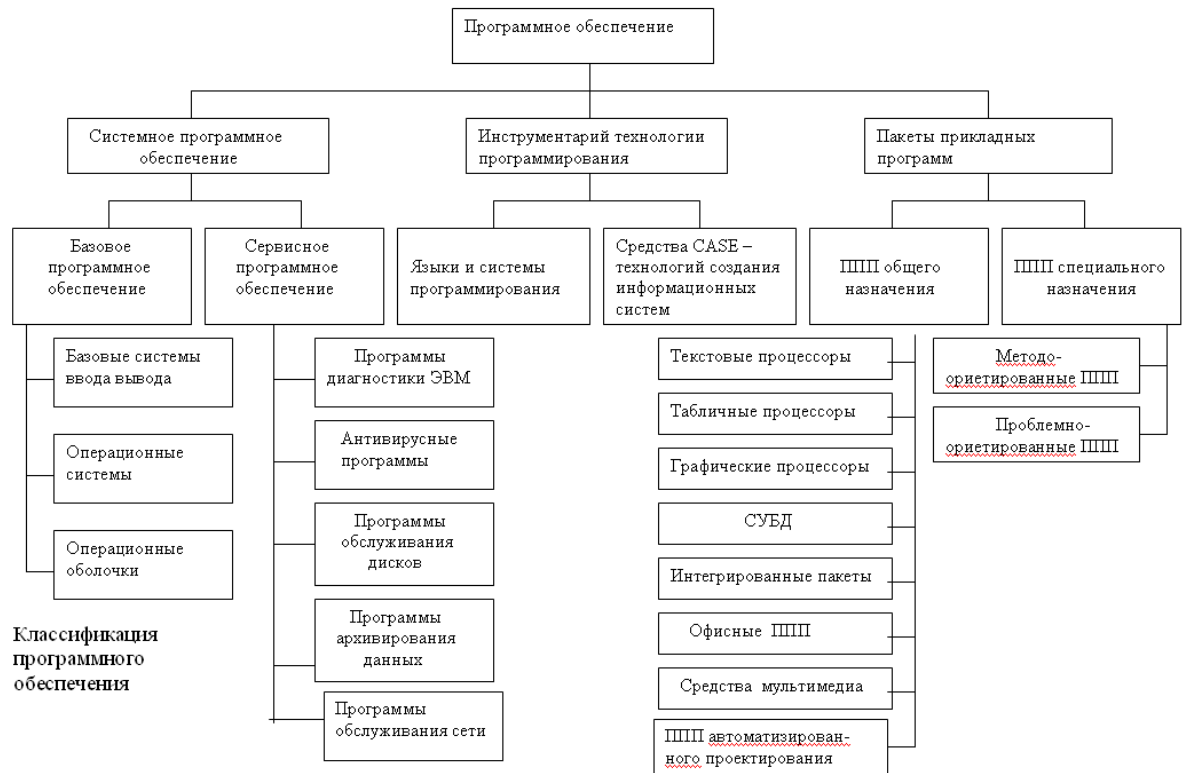 Программное обеспечение
Системное программное
обеспечение
Инструментарий технологии
программирования
Пакеты прикладных
программ
Базовое
программное
обеспечение
Сервисное
программное
обеспечение
Языки и системы
программирования
Средства CASE –
технологий создания
информационных
систем
ППП общего
назначения
ППП специального
назначения
Базовые системы
ввода вывода
Операционные
системы
Операционные
оболочки
Программы
диагностики ЭВМ
Антивирусные
программы
Программы
обслуживания
дисков
Программы
архивирования
данных
Программы
обслуживания сети
Текстовые процессоры
Табличные процессоры
Графические процессоры
СУБД
Интегрированные пакеты
Офисные ППП
Средства мультимедиа
ППП автоматизирован-
ного проектирования
Методо-
ориетированные ППП
Проблемно-
ориетированные ППП
Классификация
программного
обеспечения